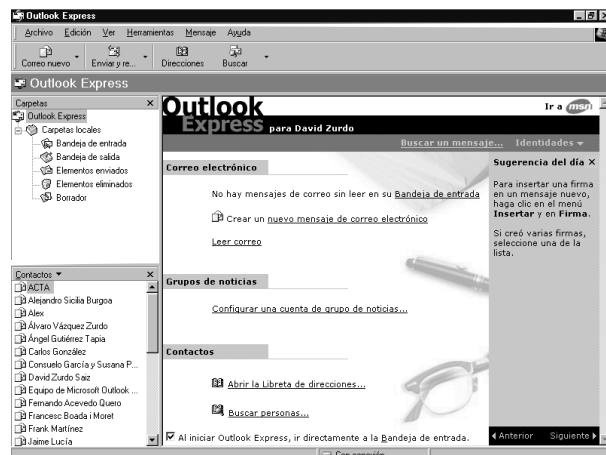 Outlook Express
Archivo Edición Ver Herramientas Mensaje Ayuda
Correo nuevo Enviar y re... Direcciones Buscar
Outlook Express
Carpetas
Outlook Express
Carpetas locales
Bandeja de entrada
Bandeja de salida
Elementos enviados
Elementos eliminados
Borrador
Contactos
ACTA
Alejandro Sicilia Burgoa
Alex
Álvaro Vázquez Zurdo
Ángel Gutiérrez Tapia
Carlos González
Consuelo García y Susana P...
David Zurdo Saiz
Equipo de Microsoft Outlook ...
Fernando Acevedo Quero
Francesc Boada i Moret
Frank Martínez
Jaime Lucía
Outlook
Express para David Zurdo
Ir a msn
Buscar un mensaje... Identidades
Correo electrónico
No hay mensajes de correo sin leer en su Bandeja de entrada
Crear un nuevo mensaje de correo electrónico
Leer correo
Grupos de noticias
Configurar una cuenta de grupo de noticias...
Contactos
Abrir la Libreta de direcciones...
Buscar personas...
Al iniciar Outlook Express, ir directamente a la Bandeja de entrada.
Sugerencia del día ×
Para insertar una firma
en un mensaje nuevo,
haga clic en el menú
Insertar y en Firma.
Si creó varias firmas,
seleccione una de la
lista.
Anterior Siguiente
Con conexión